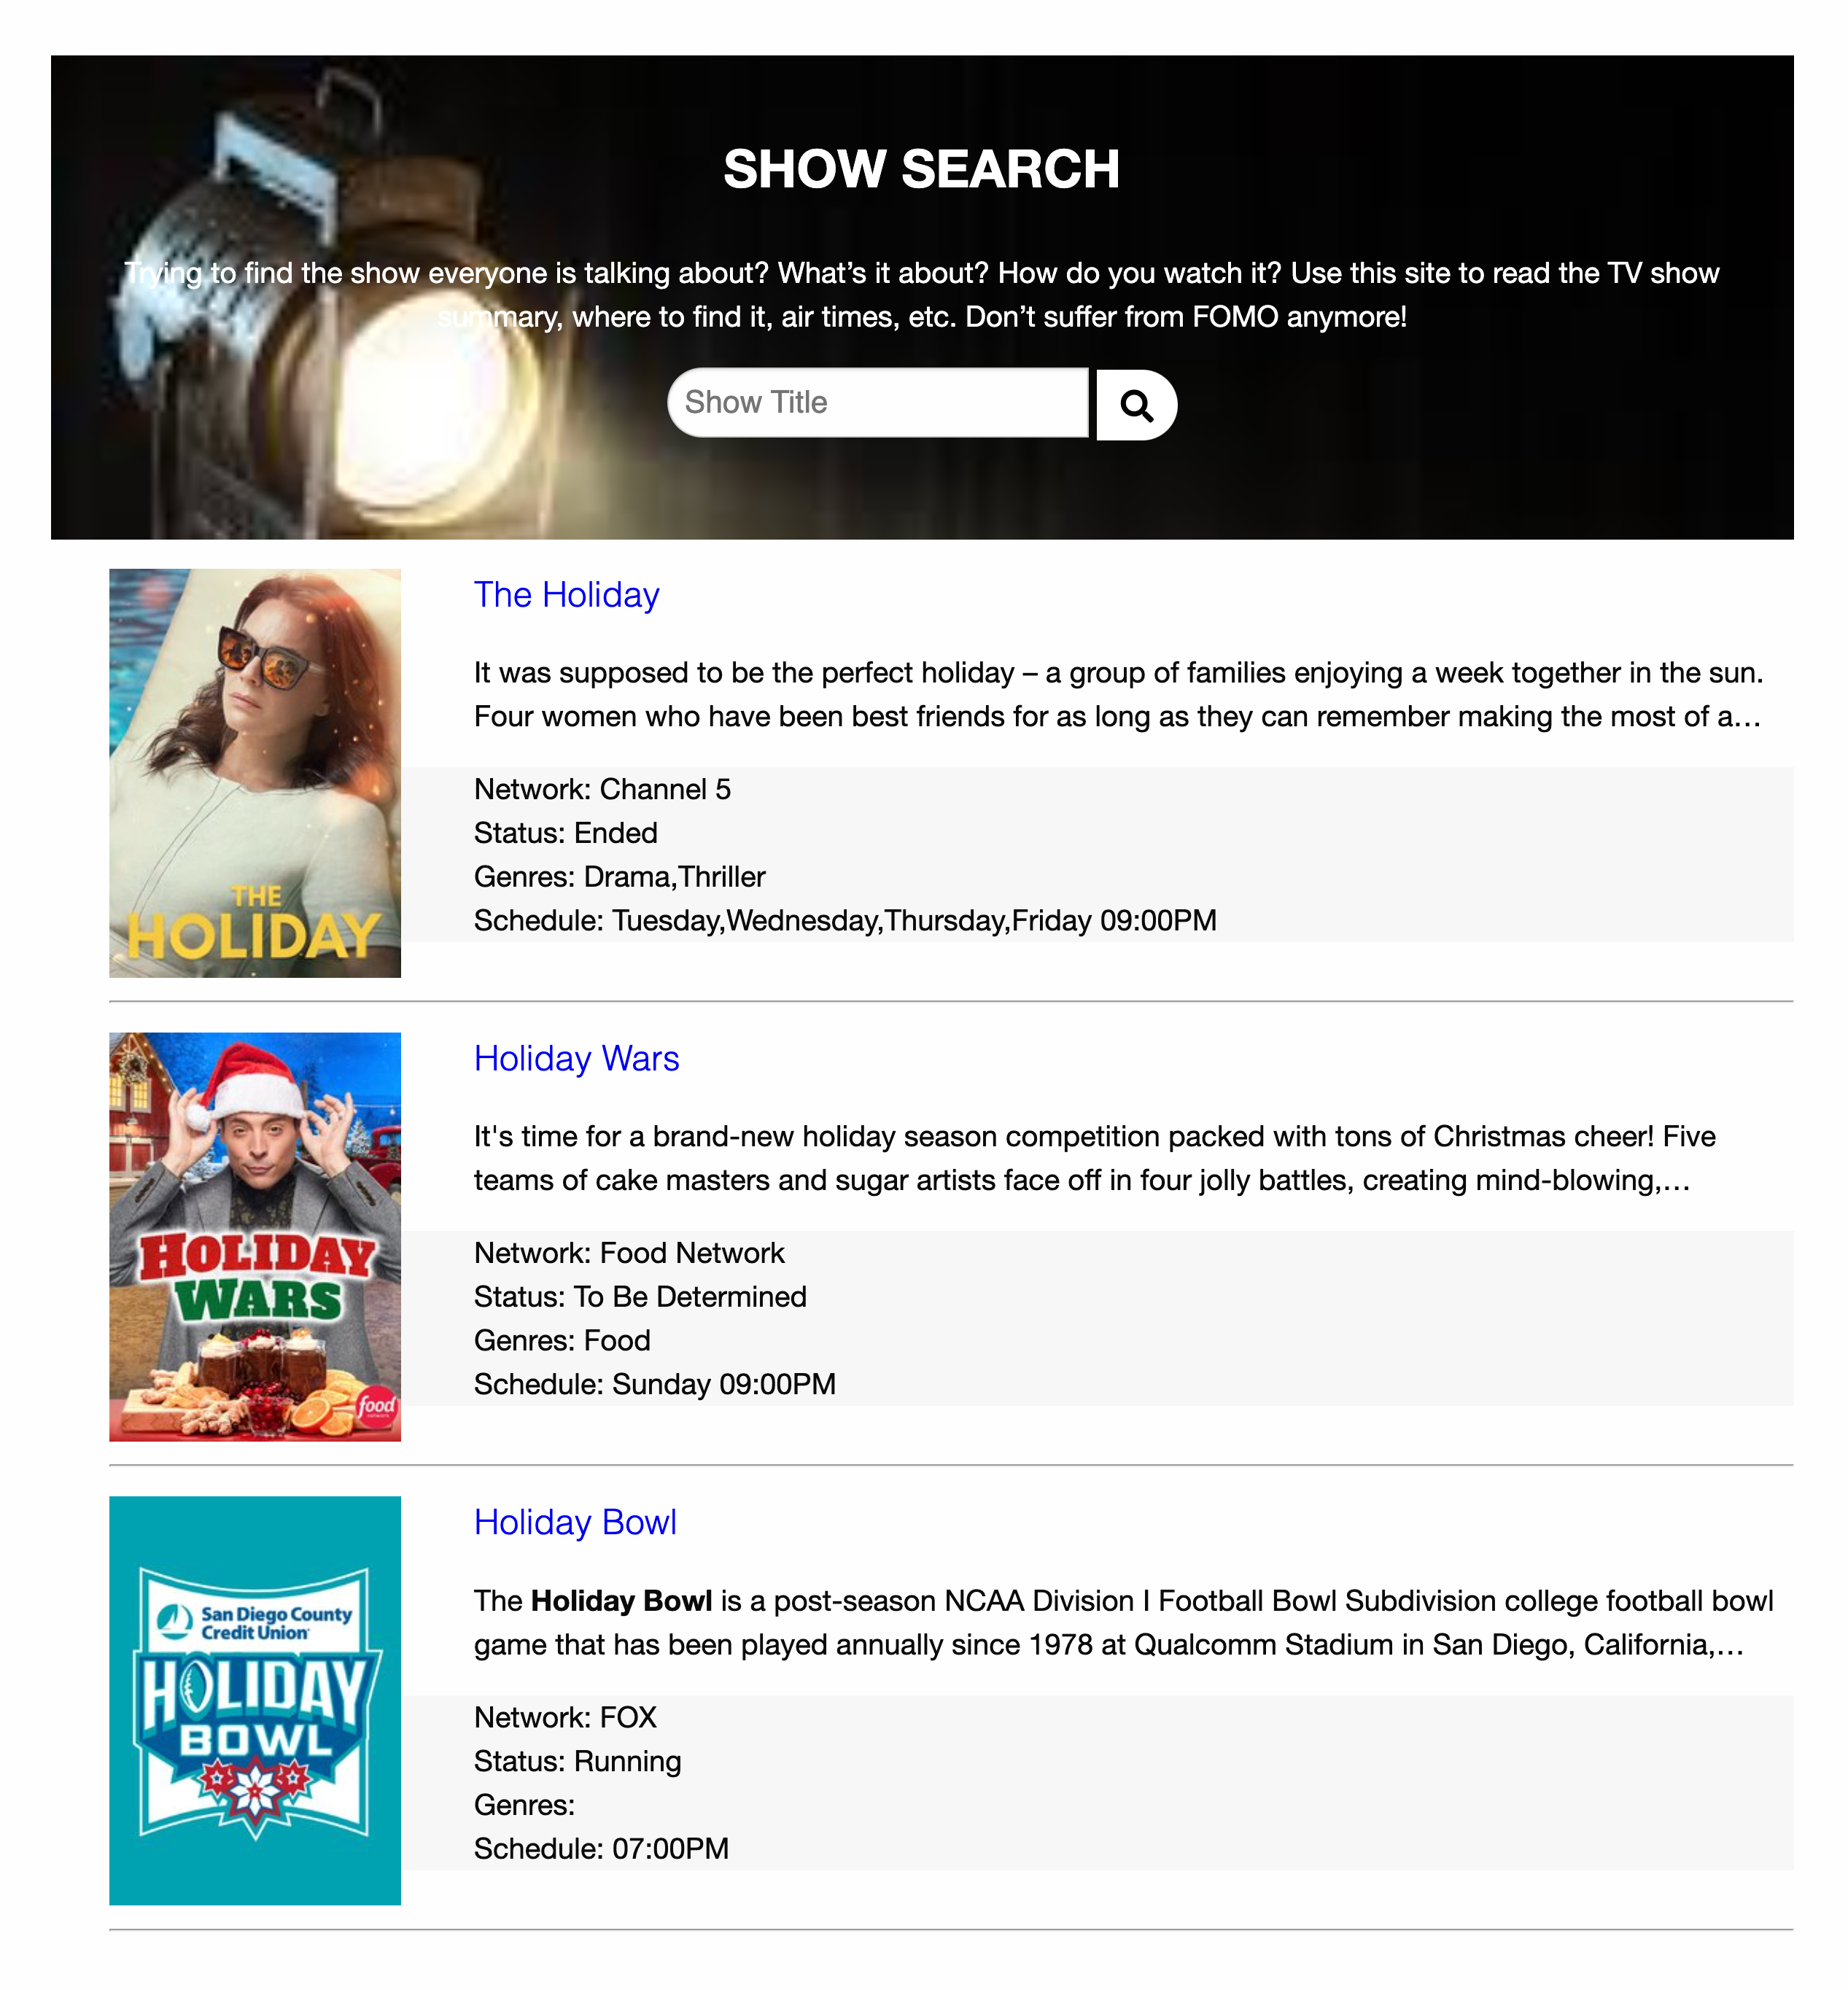 SHOW SEARCH
Trying to find the show everyone is talking about? What’s it about? How do you watch it? Use this site to read the TV show
summary, where to find it, air times, etc. Don’t suffer from FOMO anymore!
Show Title
The Holiday
It was supposed to be the perfect holiday – a group of families enjoying a week together in the sun.
Four women who have been best friends for as long as they can remember making the most of a…
Network: Channel 5
Status: Ended
Genres: Drama,Thriller
Schedule: Tuesday,Wednesday,Thursday,Friday 09:00PM
THE
HOLIDAY
Holiday Wars
It's time for a brand-new holiday season competition packed with tons of Christmas cheer! Five
teams of cake masters and sugar artists face off in four jolly battles, creating mind-blowing,…
Network: Food Network
Status: To Be Determined
Genres: Food
Schedule: Sunday 09:00PM
HOLIDAY
WARS
food
network
Holiday Bowl
The Holiday Bowl is a post-season NCAA Division I Football Bowl Subdivision college football bowl
game that has been played annually since 1978 at Qualcomm Stadium in San Diego, California,…
Network: FOX
Status: Running
Genres:
Schedule: 07:00PM
San Diego County
Credit Union
HOLIDAY
BOWL